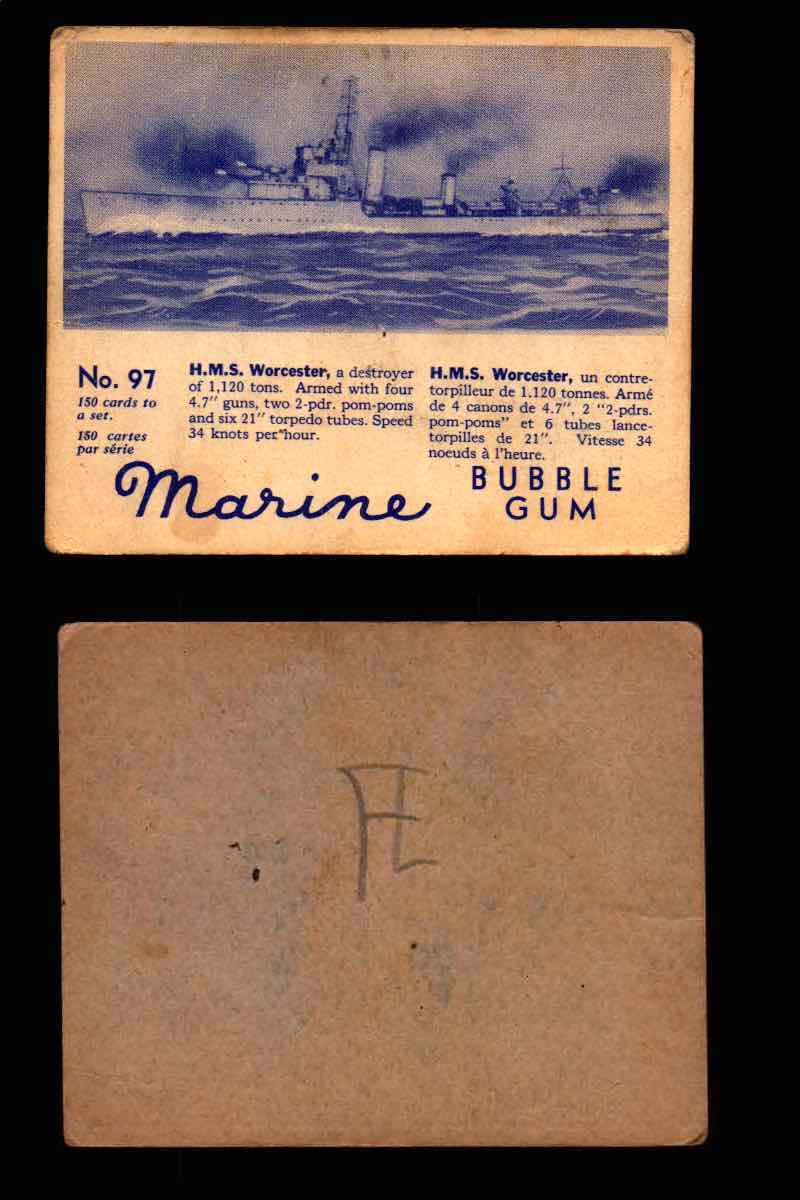 No. 97
150 cards to
a set.
150 cartes
par série
H.M.S. Worcester, a destroyer
of 1,120 tons. Armed with four
4.7" guns, two 2-pdr. pom-poms
and six 21" torpedo tubes. Speed
34 knots per hour.
H.M.S. Worcester, un contre-
torpilleur de 1.120 tonnes. Armé
de 4 canons de 4.7", 2 "2-pdrs.
pom-poms" et 6 tubes lance-
torpilles de 21". Vitesse 34
noeuds à l'heure.
Marine
BUBBLE
GUM